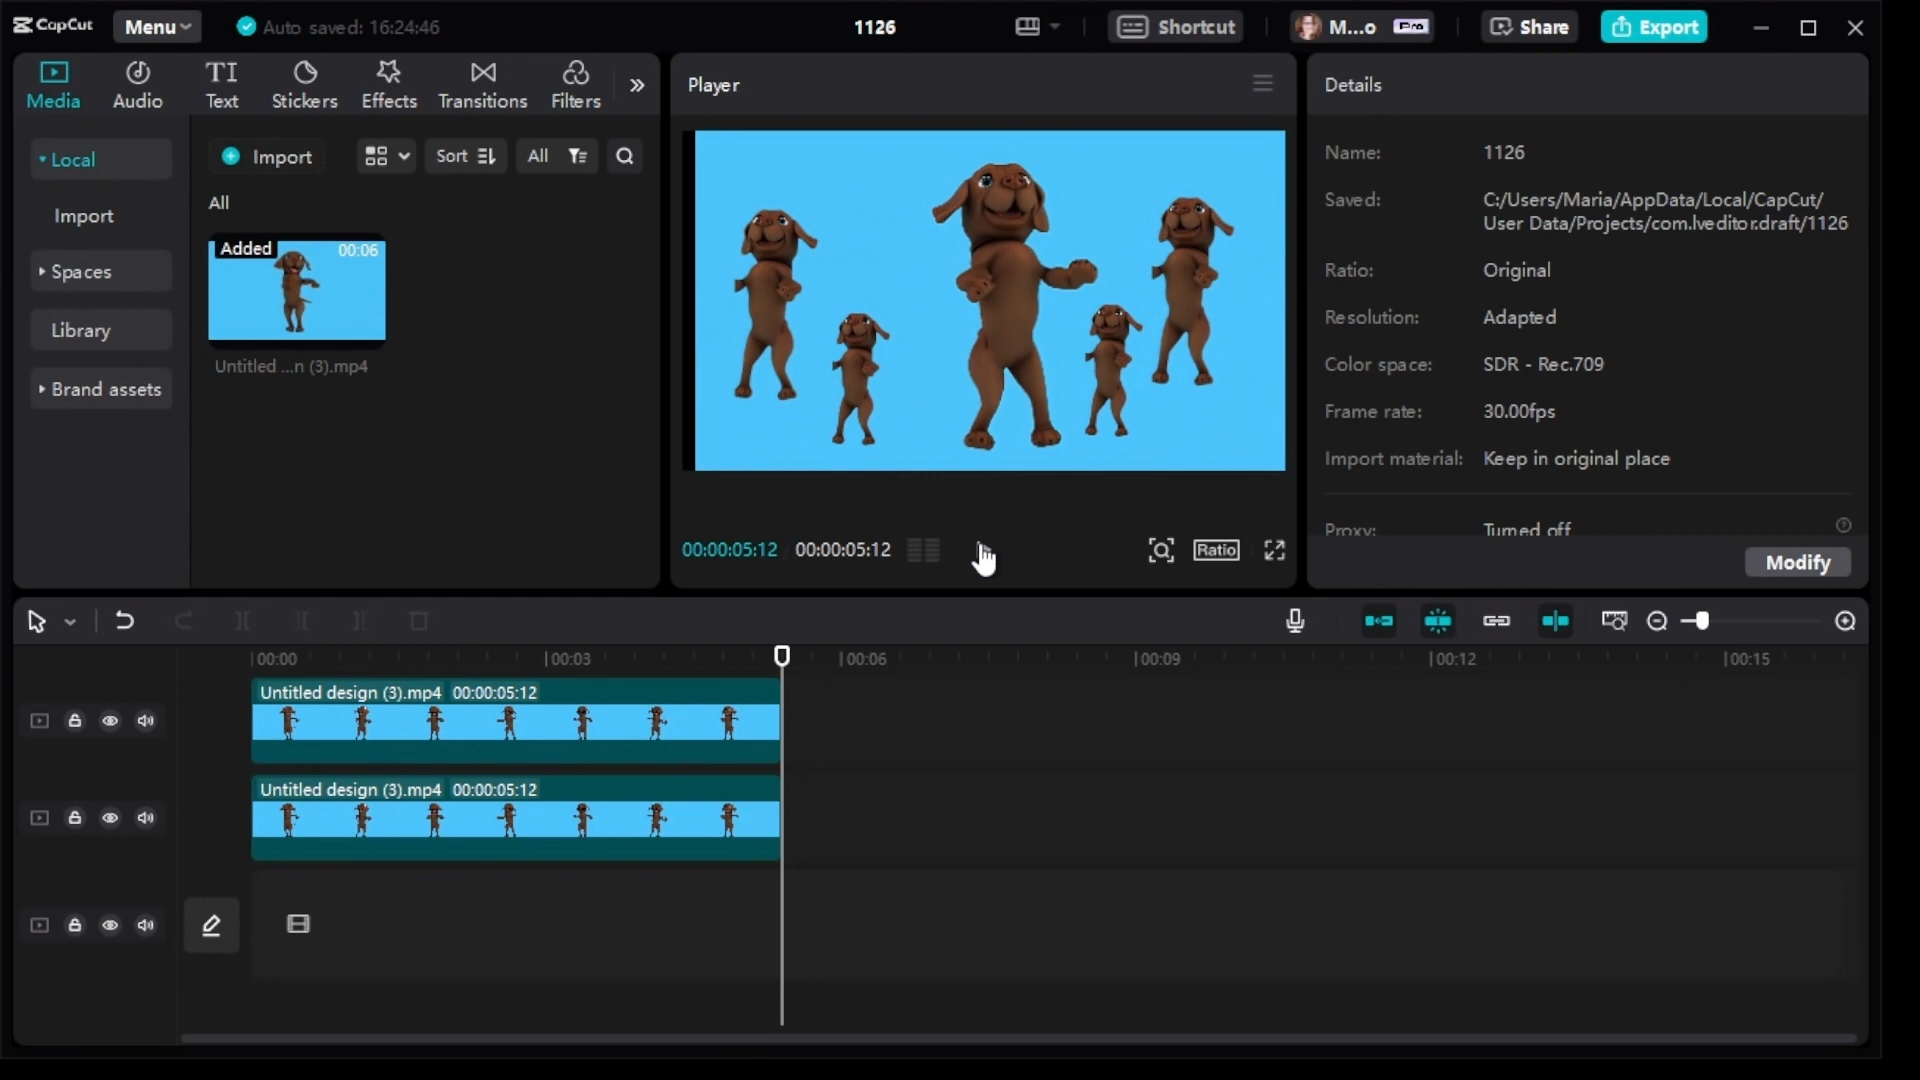 CapCut
Menu
Auto saved: 16:24:46
1126
Shortcut
M...o
Pro
Share
Export
Media
Audio
TI
Text
Stickers
Effects
Transitions
Filters
Player
Details
Local
Import
Sort
All
Import
Spaces
Library
Brand assets
All
Added
00:06
Untitled ...n (3).mp4
Name:
1126
Saved:
C:/Users/Maria/AppData/Local/CapCut/
User Data/Projects/com.lveditor.draft/1126
Ratio:
Original
Resolution:
Adapted
Color space:
SDR - Rec.709
Frame rate:
30.00fps
Import material:
Keep in original place
Proxy:
Turned off
Modify
00:00:05:12
00:00:05:12
Ratio
00:00
00:03
00:06
00:09
00:12
00:15
Untitled design (3).mp4 00:00:05:12
Untitled design (3).mp4 00:00:05:12